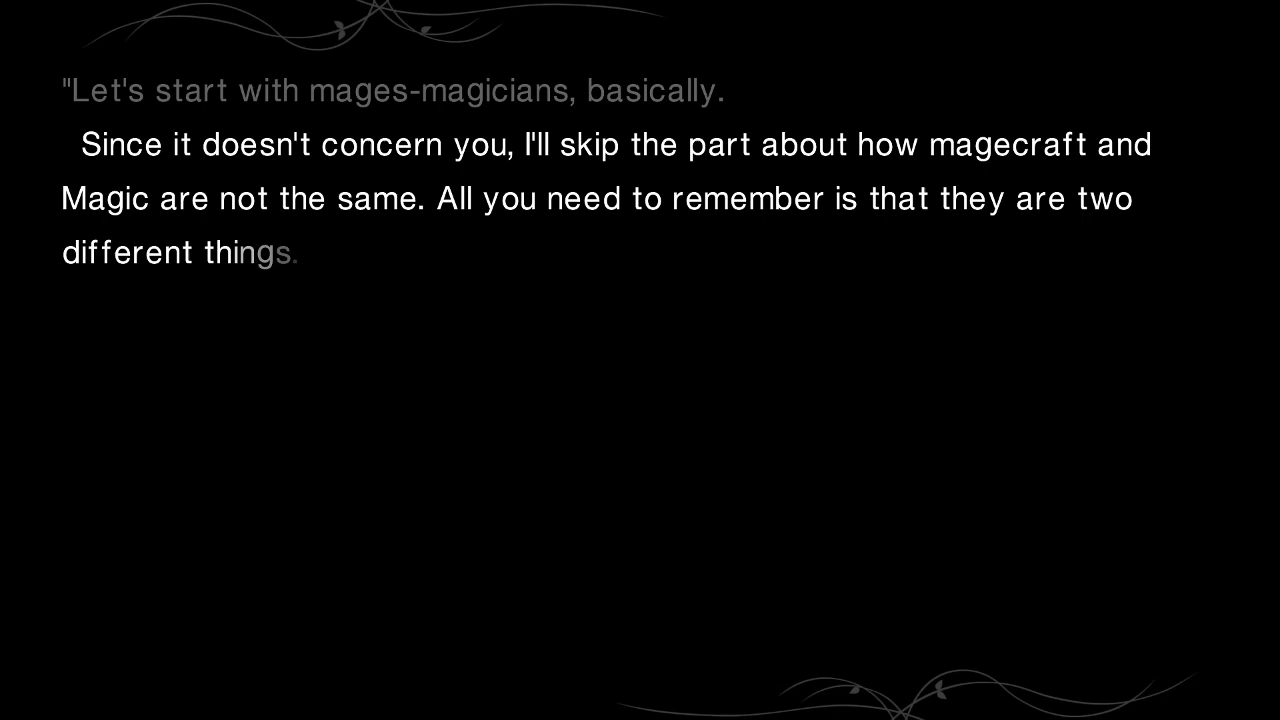 "Let's start with mages-magicians, basically.
Since it doesn't concern you, I'll skip the part about how magecraft and
Magic are not the same. All you need to remember is that they are two
different things.